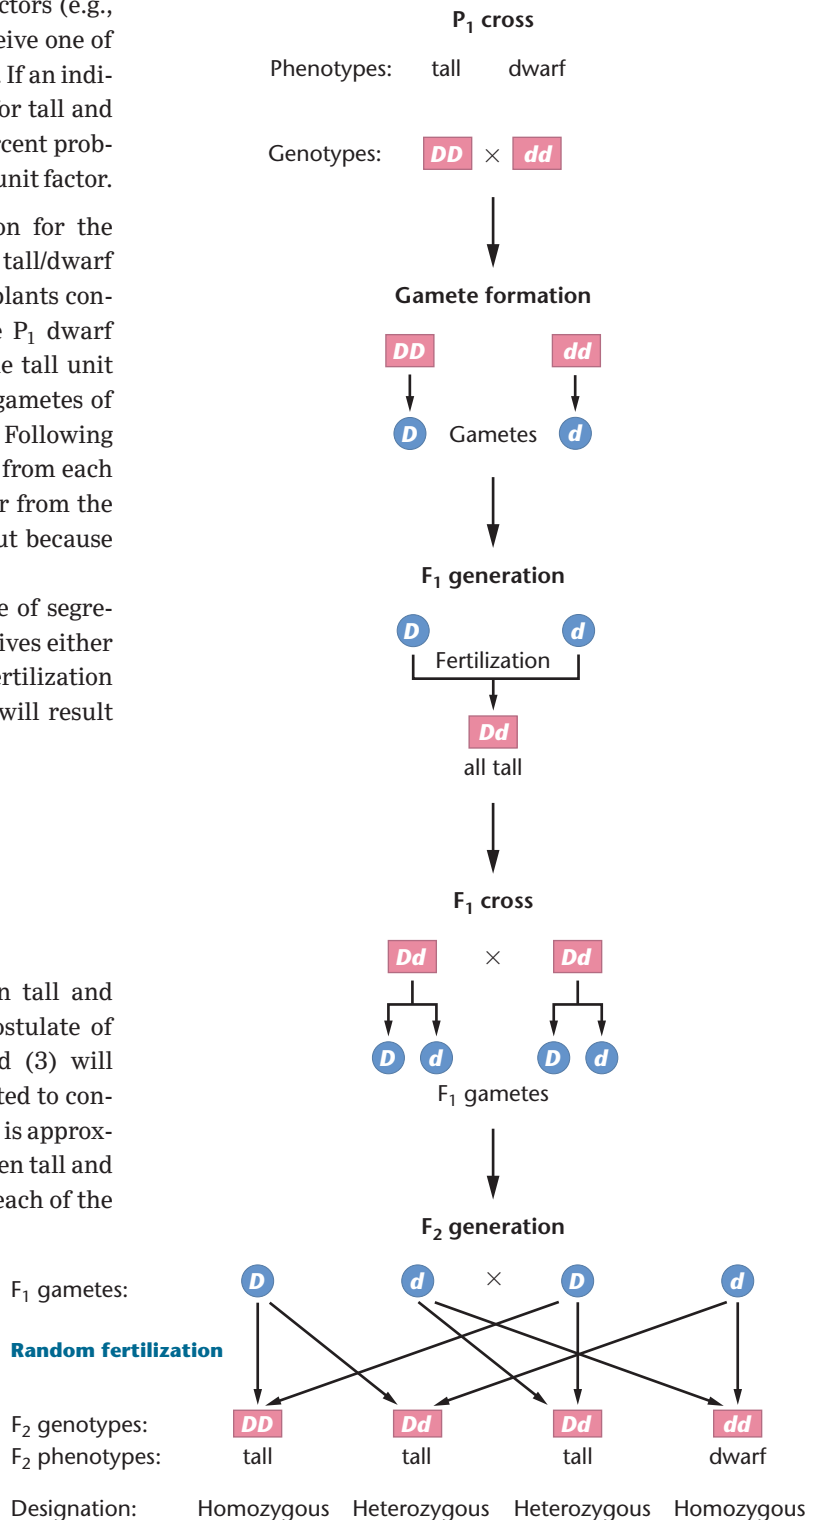 ctors (e.g.,
eive one of
If an indi-
or tall and
rcent prob-
unit factor.
on for the
tall/dwarf
plants con-
e P1 dwarf
e tall unit
gametes of
Following
from each
r from the
ut because
e of segre-
ives either
ertilization
will result
n tall and
ostulate of
d (3) will
ted to con-
is approx-
en tall and
each of the
P1 cross
Phenotypes: tall dwarf
Genotypes: DD × dd
Gamete formation
DD dd
D Gametes d
F1 generation
D d
Fertilization
Dd
all tall
F1 cross
Dd × Dd
D d D d
F1 gametes
F2 generation
F1 gametes: D d × D d
Random fertilization
F2 genotypes: DD Dd Dd dd
F2 phenotypes: tall tall tall dwarf
Designation: Homozygous Heterozygous Heterozygous Homozygous